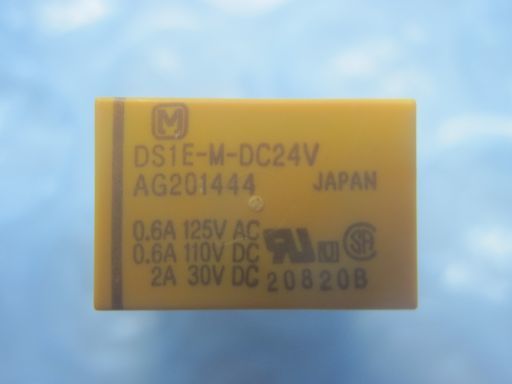 M
DS1E-M-DC24V
AG201444 JAPAN
0.6A 125V AC
0.6A 110V DC
2A 30V DC 20820B